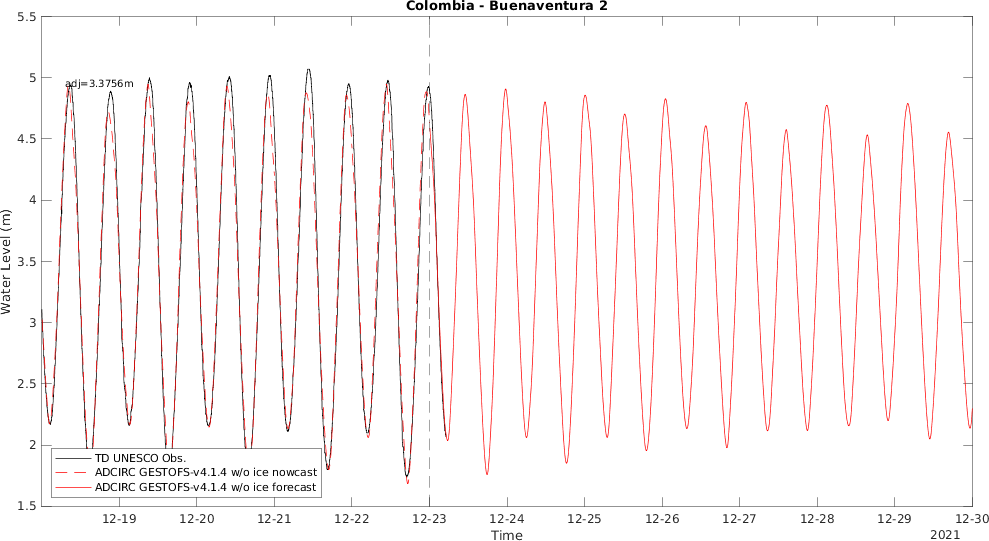 Colombia - Buenaventura 2
5.5
5
4.5
4
3.5
3
2.5
2
1.5
Water Level (m)
adj=3.3756m
TD UNESCO Obs.
ADCIRC GESTOFS-v4.1.4 w/o ice nowcast
ADCIRC GESTOFS-v4.1.4 w/o ice forecast
12-19 12-20 12-21 12-22 12-23 12-24 12-25 12-26 12-27 12-28 12-29 12-30
Time
2021